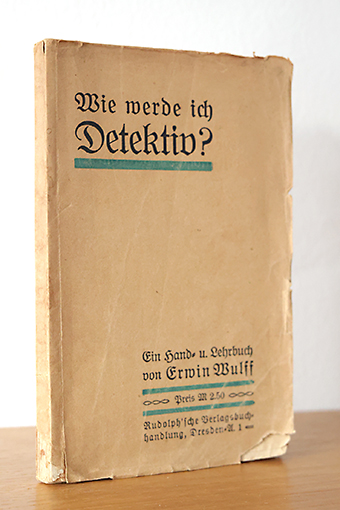 Wie werde ich
Detektiv?
Ein Hand- u. Lehrbuch
von Erwin Wulff
Preis M 2.50
Rudolph'sche Verlagsbuch-
handlung, Dresden-A. 1